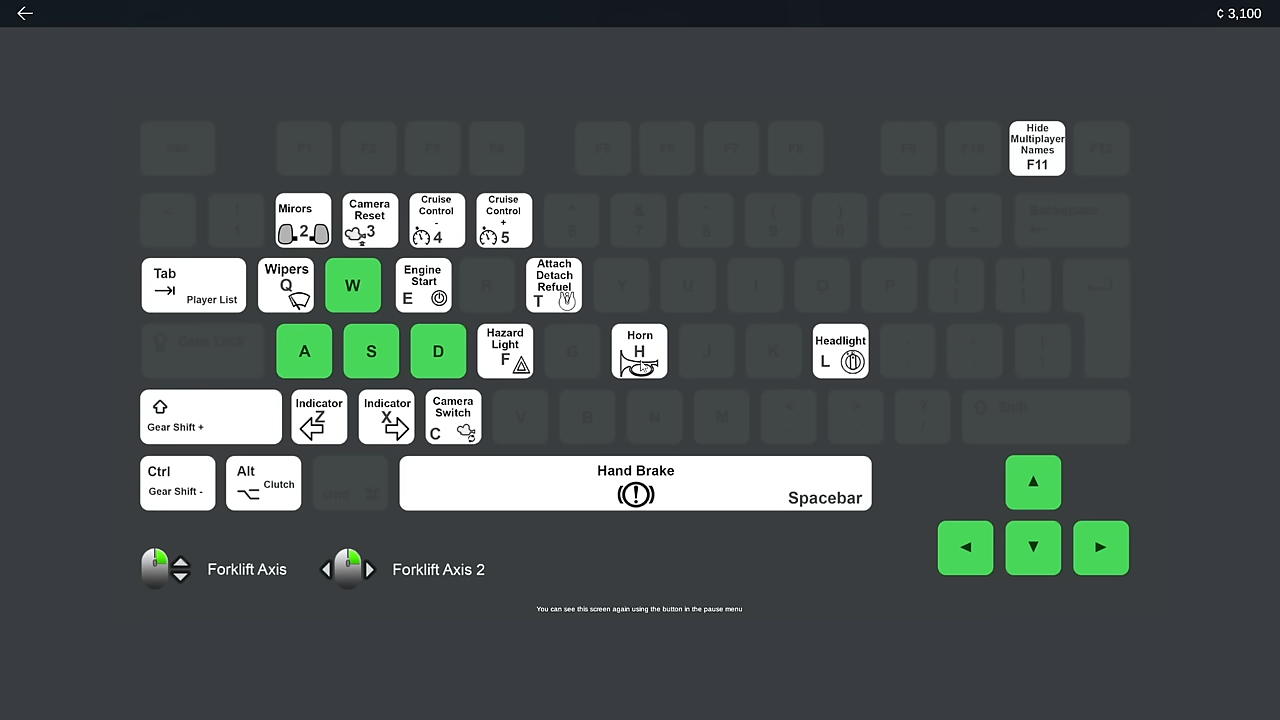 ¢ 3,100
Hide
Multiplayer
Names
F11
Mirors
2
Camera
Reset
3
Cruise
Control
-
4
Cruise
Control
+
5
Tab
Player List
Wipers
Q
W
Engine
Start
E
Attach
Detach
Refuel
T
A
S
D
Hazard
Light
F
Horn
H
Headlight
L
Gear Shift +
Indicator
Z
Indicator
X
Camera
Switch
C
Ctrl
Gear Shift -
Alt
Clutch
Hand Brake
Spacebar
Forklift Axis
Forklift Axis 2
You can see this screen again using the button in the pause menu